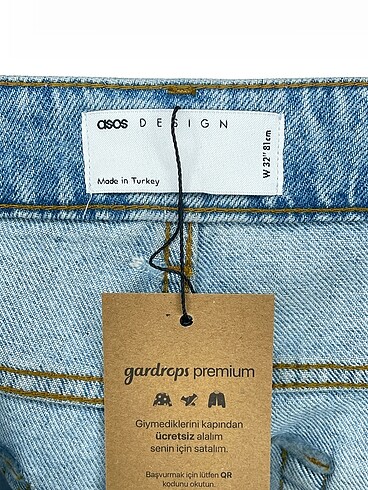 asos DESIGN
W 32" 81cm
Made in Turkey
gardrops premium
Giymediklerini kapından
ücretsiz alalım
senin için satalım.
Başvurmak için lütfen QR
kodunu okutun.